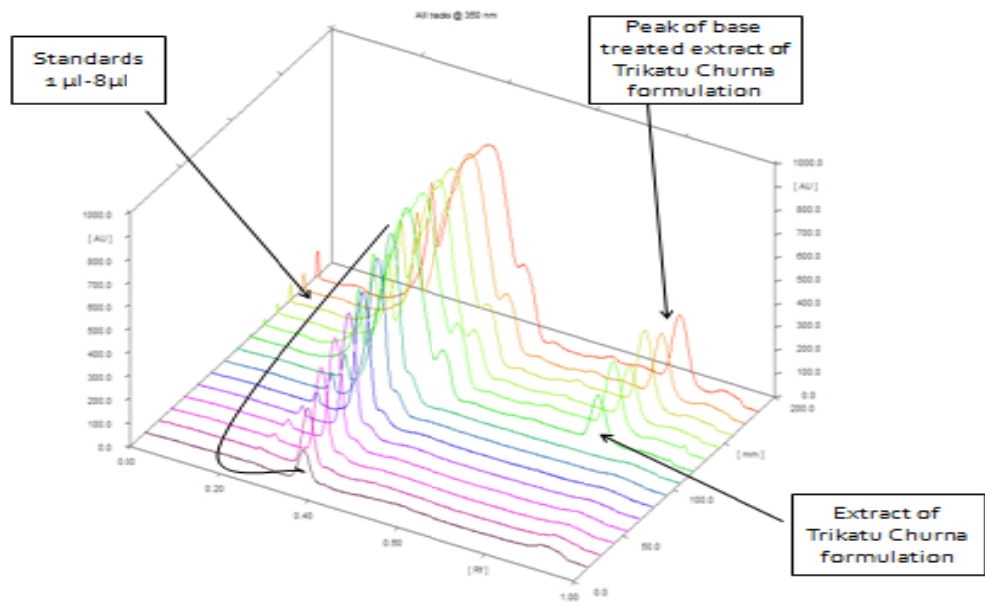 All tracks @ 350 nm
Standards
1 µl-8µl
Peak of base
treated extract of
Trikatu Churna
formulation
1000.0
[ AU ]
900.0
800.0
700.0
600.0
500.0
400.0
300.0
200.0
100.0
0.0
1000.0
[ AU ]
800.0
700.0
600.0
500.0
400.0
300.0
200.0
100.0
0.0
0.00
0.20
0.40
0.60
[ Rf ]
1.00
200.0
[ mm ]
100.0
50.0
0.0
Extract of
Trikatu Churna
formulation